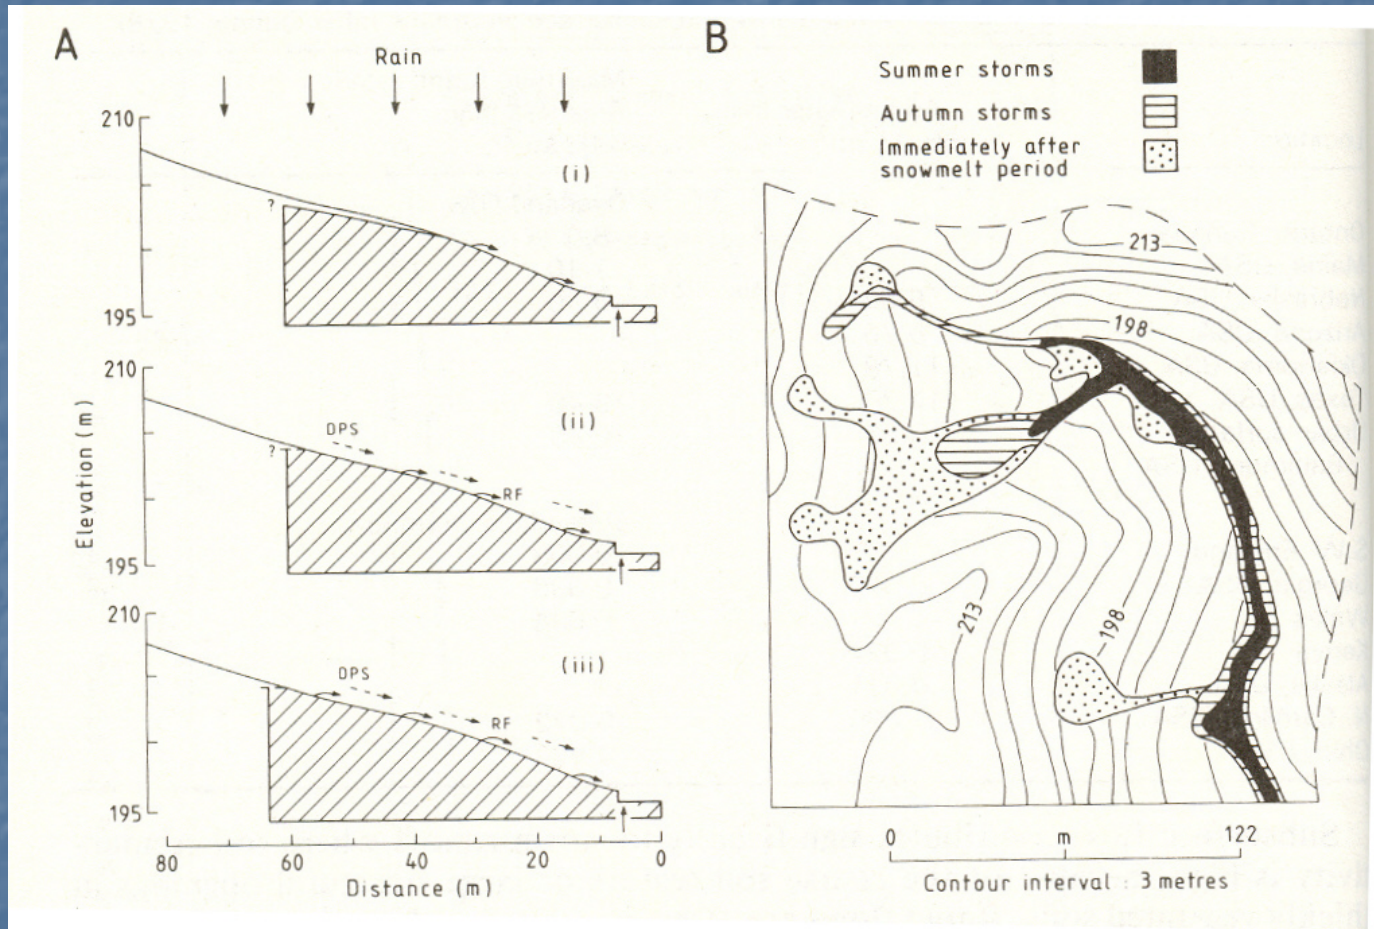 A
Rain
210
(i)
?
195
210
DPS
(ii)
?
RF
Elevation (m)
195
210
DPS
(iii)
RF
195
80
60
40
20
0
Distance (m)
B
Summer storms
Autumn storms
Immediately after
snowmelt period
213
198
213
198
0
m
122
Contour interval : 3 metres